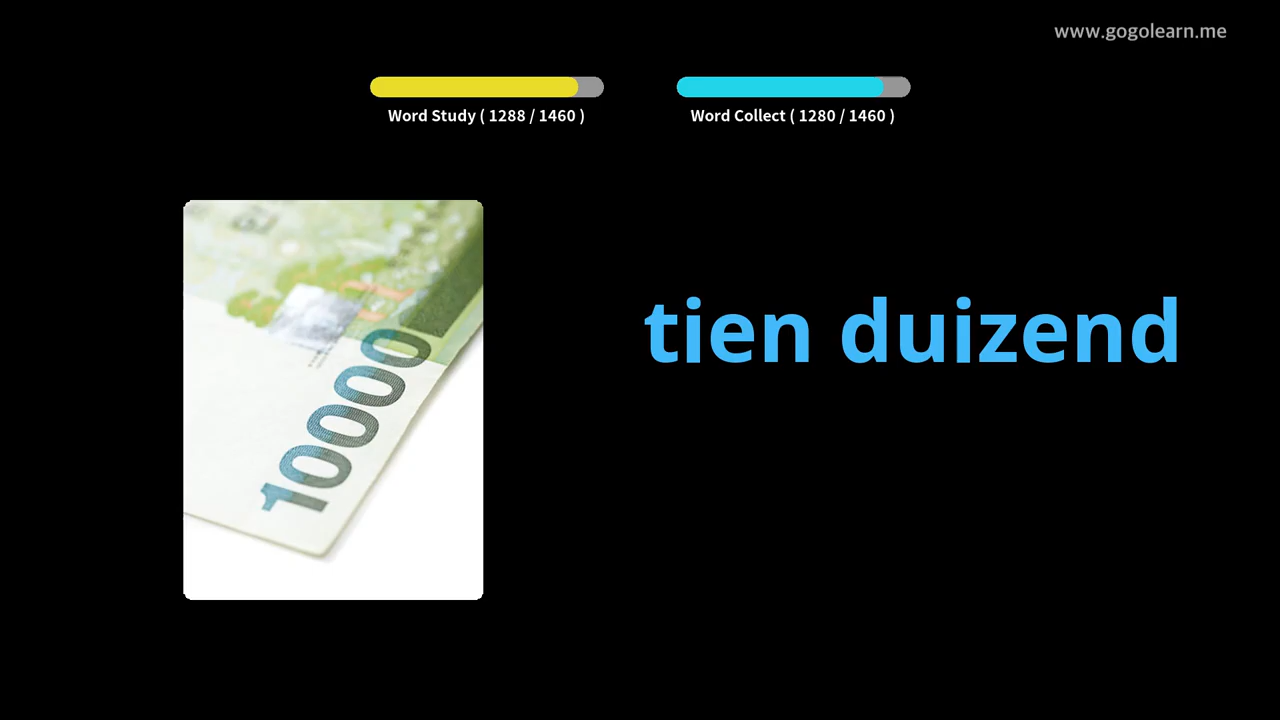 www.gogolearn.me
Word Study ( 1288 / 1460 )
Word Collect ( 1280 / 1460 )
tien duizend
10000